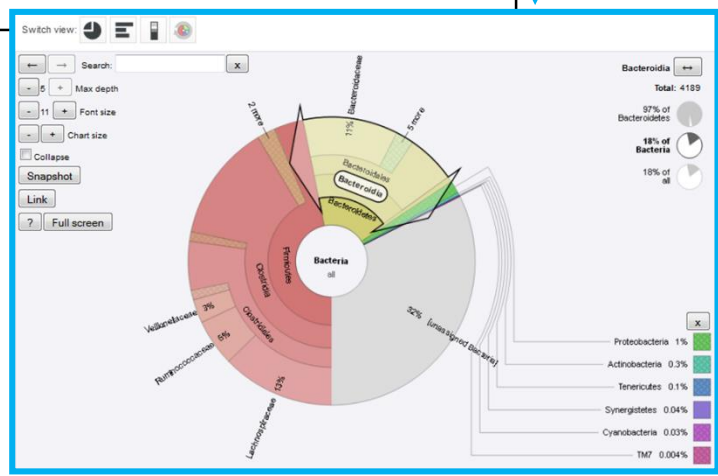 Switch view:
← → Search: x
- 5 + Max depth
- 11 + Font size
- + Chart size
Collapse
Snapshot
Link
? Full screen
Bacteroidia ↔
Total: 4189
97% of
Bacteroidetes
18% of
Bacteria
18% of
all
2 more
11% Bacteroidaceae
5 more
Bacteroidales
Bacteroidia
Bacteroidetes
Firmicutes
Clostridia
Clostridiales
Bacteria
all
32% [unassigned Bacteria]
Veillonellaceae 3%
Ruminococcaceae 5%
Lachnospiraceae 13%
x
Proteobacteria 1%
Actinobacteria 0.3%
Tenericutes 0.1%
Synergistetes 0.04%
Cyanobacteria 0.03%
TM7 0.004%